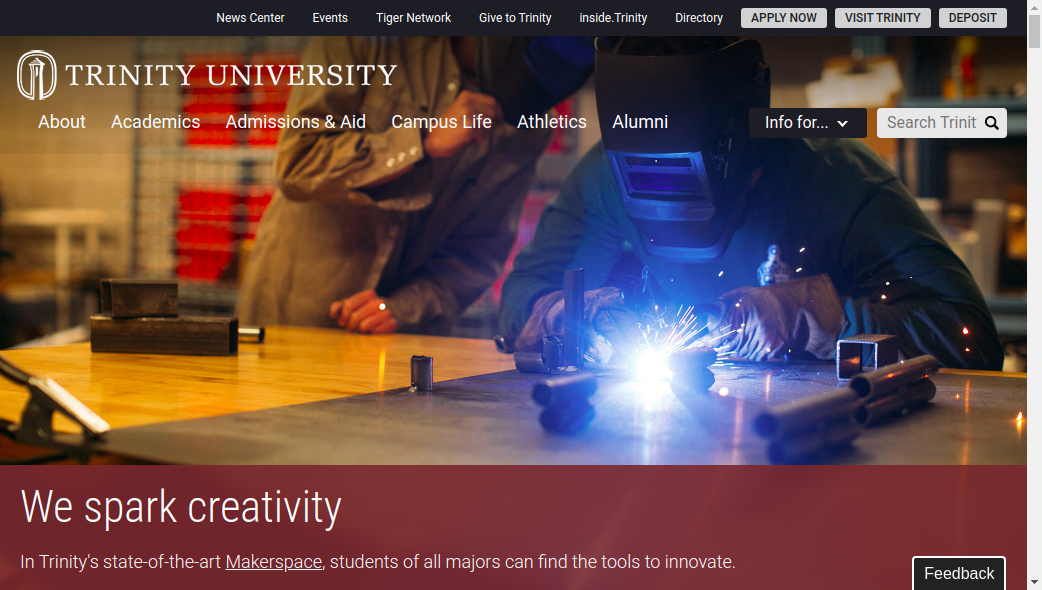 News Center Events Tiger Network Give to Trinity inside.Trinity Directory APPLY NOW VISIT TRINITY DEPOSIT
TRINITY UNIVERSITY
About Academics Admissions & Aid Campus Life Athletics Alumni Info for... Search Trinit
We spark creativity
In Trinity's state-of-the-art Makerspace, students of all majors can find the tools to innovate.
Feedback